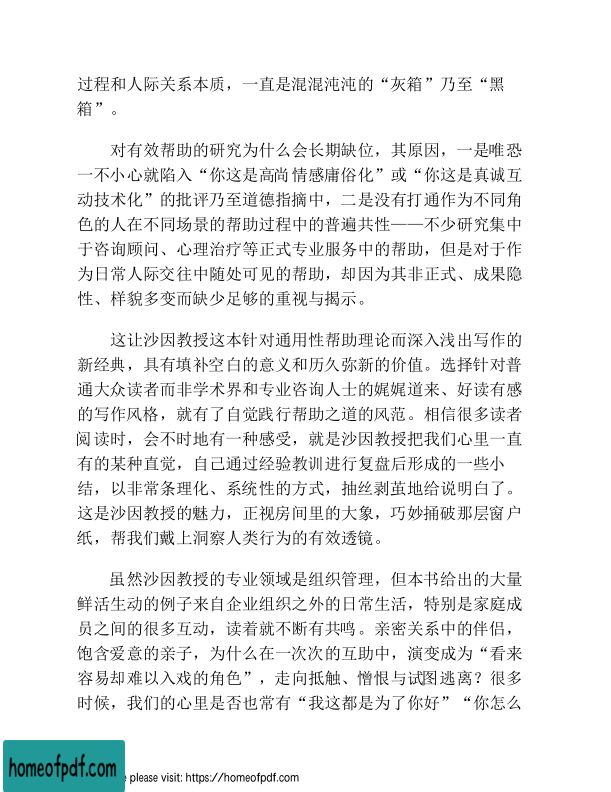 过程和人际关系本质，一直是混混沌沌的“灰箱”乃至“黑
箱”。
对有效帮助的研究为什么会长期缺位，其原因，一是唯恐
一不小心就陷入“你这是高尚情感庸俗化”或“你这是真诚互
动技术化”的批评乃至道德指摘中，二是没有打通作为不同角
色的人在不同场景的帮助过程中的普遍共性——不少研究集中
于咨询顾问、心理治疗等正式专业服务中的帮助，但是对于作
为日常人际交往中随处可见的帮助，却因为其非正式、成果隐
性、样貌多变而缺少足够的重视与揭示。
这让沙因教授这本针对通用性帮助理论而深入浅出写作的
新经典，具有填补空白的意义和历久弥新的价值。选择针对普
通大众读者而非学术界和专业咨询人士的娓娓道来、好读有感
的写作风格，就有了自觉践行帮助之道的风范。相信很多读者
阅读时，会不时地有一种感受，就是沙因教授把我们心里一直
有的某种直觉，自己通过经验教训进行复盘后形成的一些小
结，以非常条理化、系统性的方式，抽丝剥茧地给说明白了。
这是沙因教授的魅力，正视房间里的大象，巧妙捅破那层窗户
纸，帮我们戴上洞察人类行为的有效透镜。
虽然沙因教授的专业领域是组织管理，但本书给出的大量
鲜活生动的例子来自企业组织之外的日常生活，特别是家庭成
员之间的很多互动，读着就不断有共鸣。亲密关系中的伴侣，
饱含爱意的亲子，为什么在一次次的互助中，演变成为“看来
容易却难以入戏的角色”，走向抵触、憎恨与试图逃离？很多
时候，我们的心里是否也常有“我这都是为了你好”“你怎么
homeofpdf.com
e please visit: https://homeofpdf.com